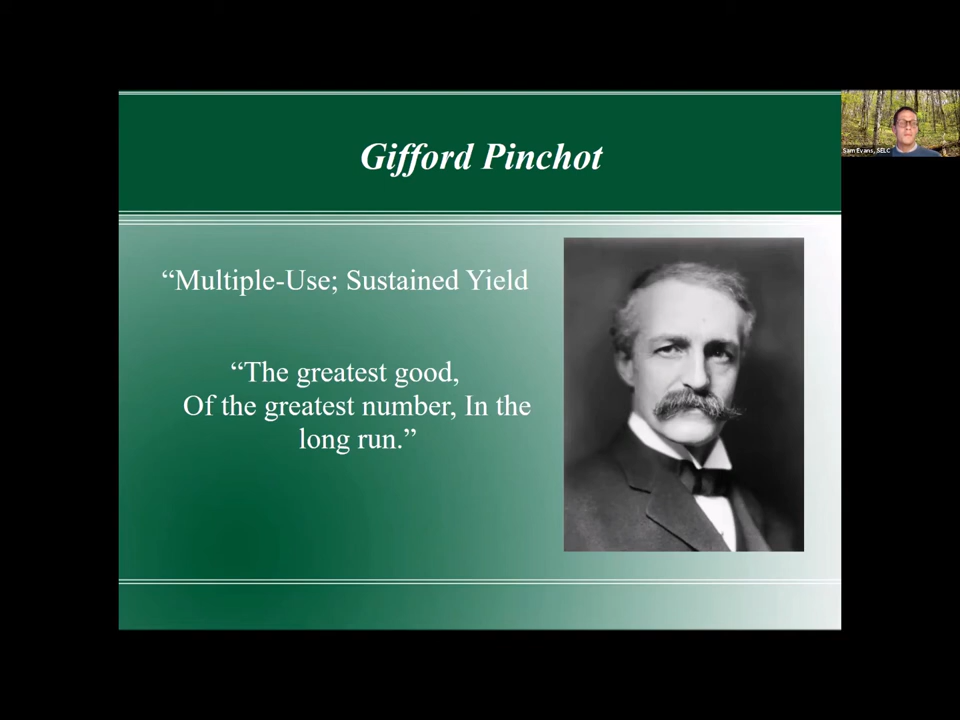 Gifford Pinchot
Sam Evans, SELC
“Multiple-Use; Sustained Yield
“The greatest good,
Of the greatest number, In the
long run.”